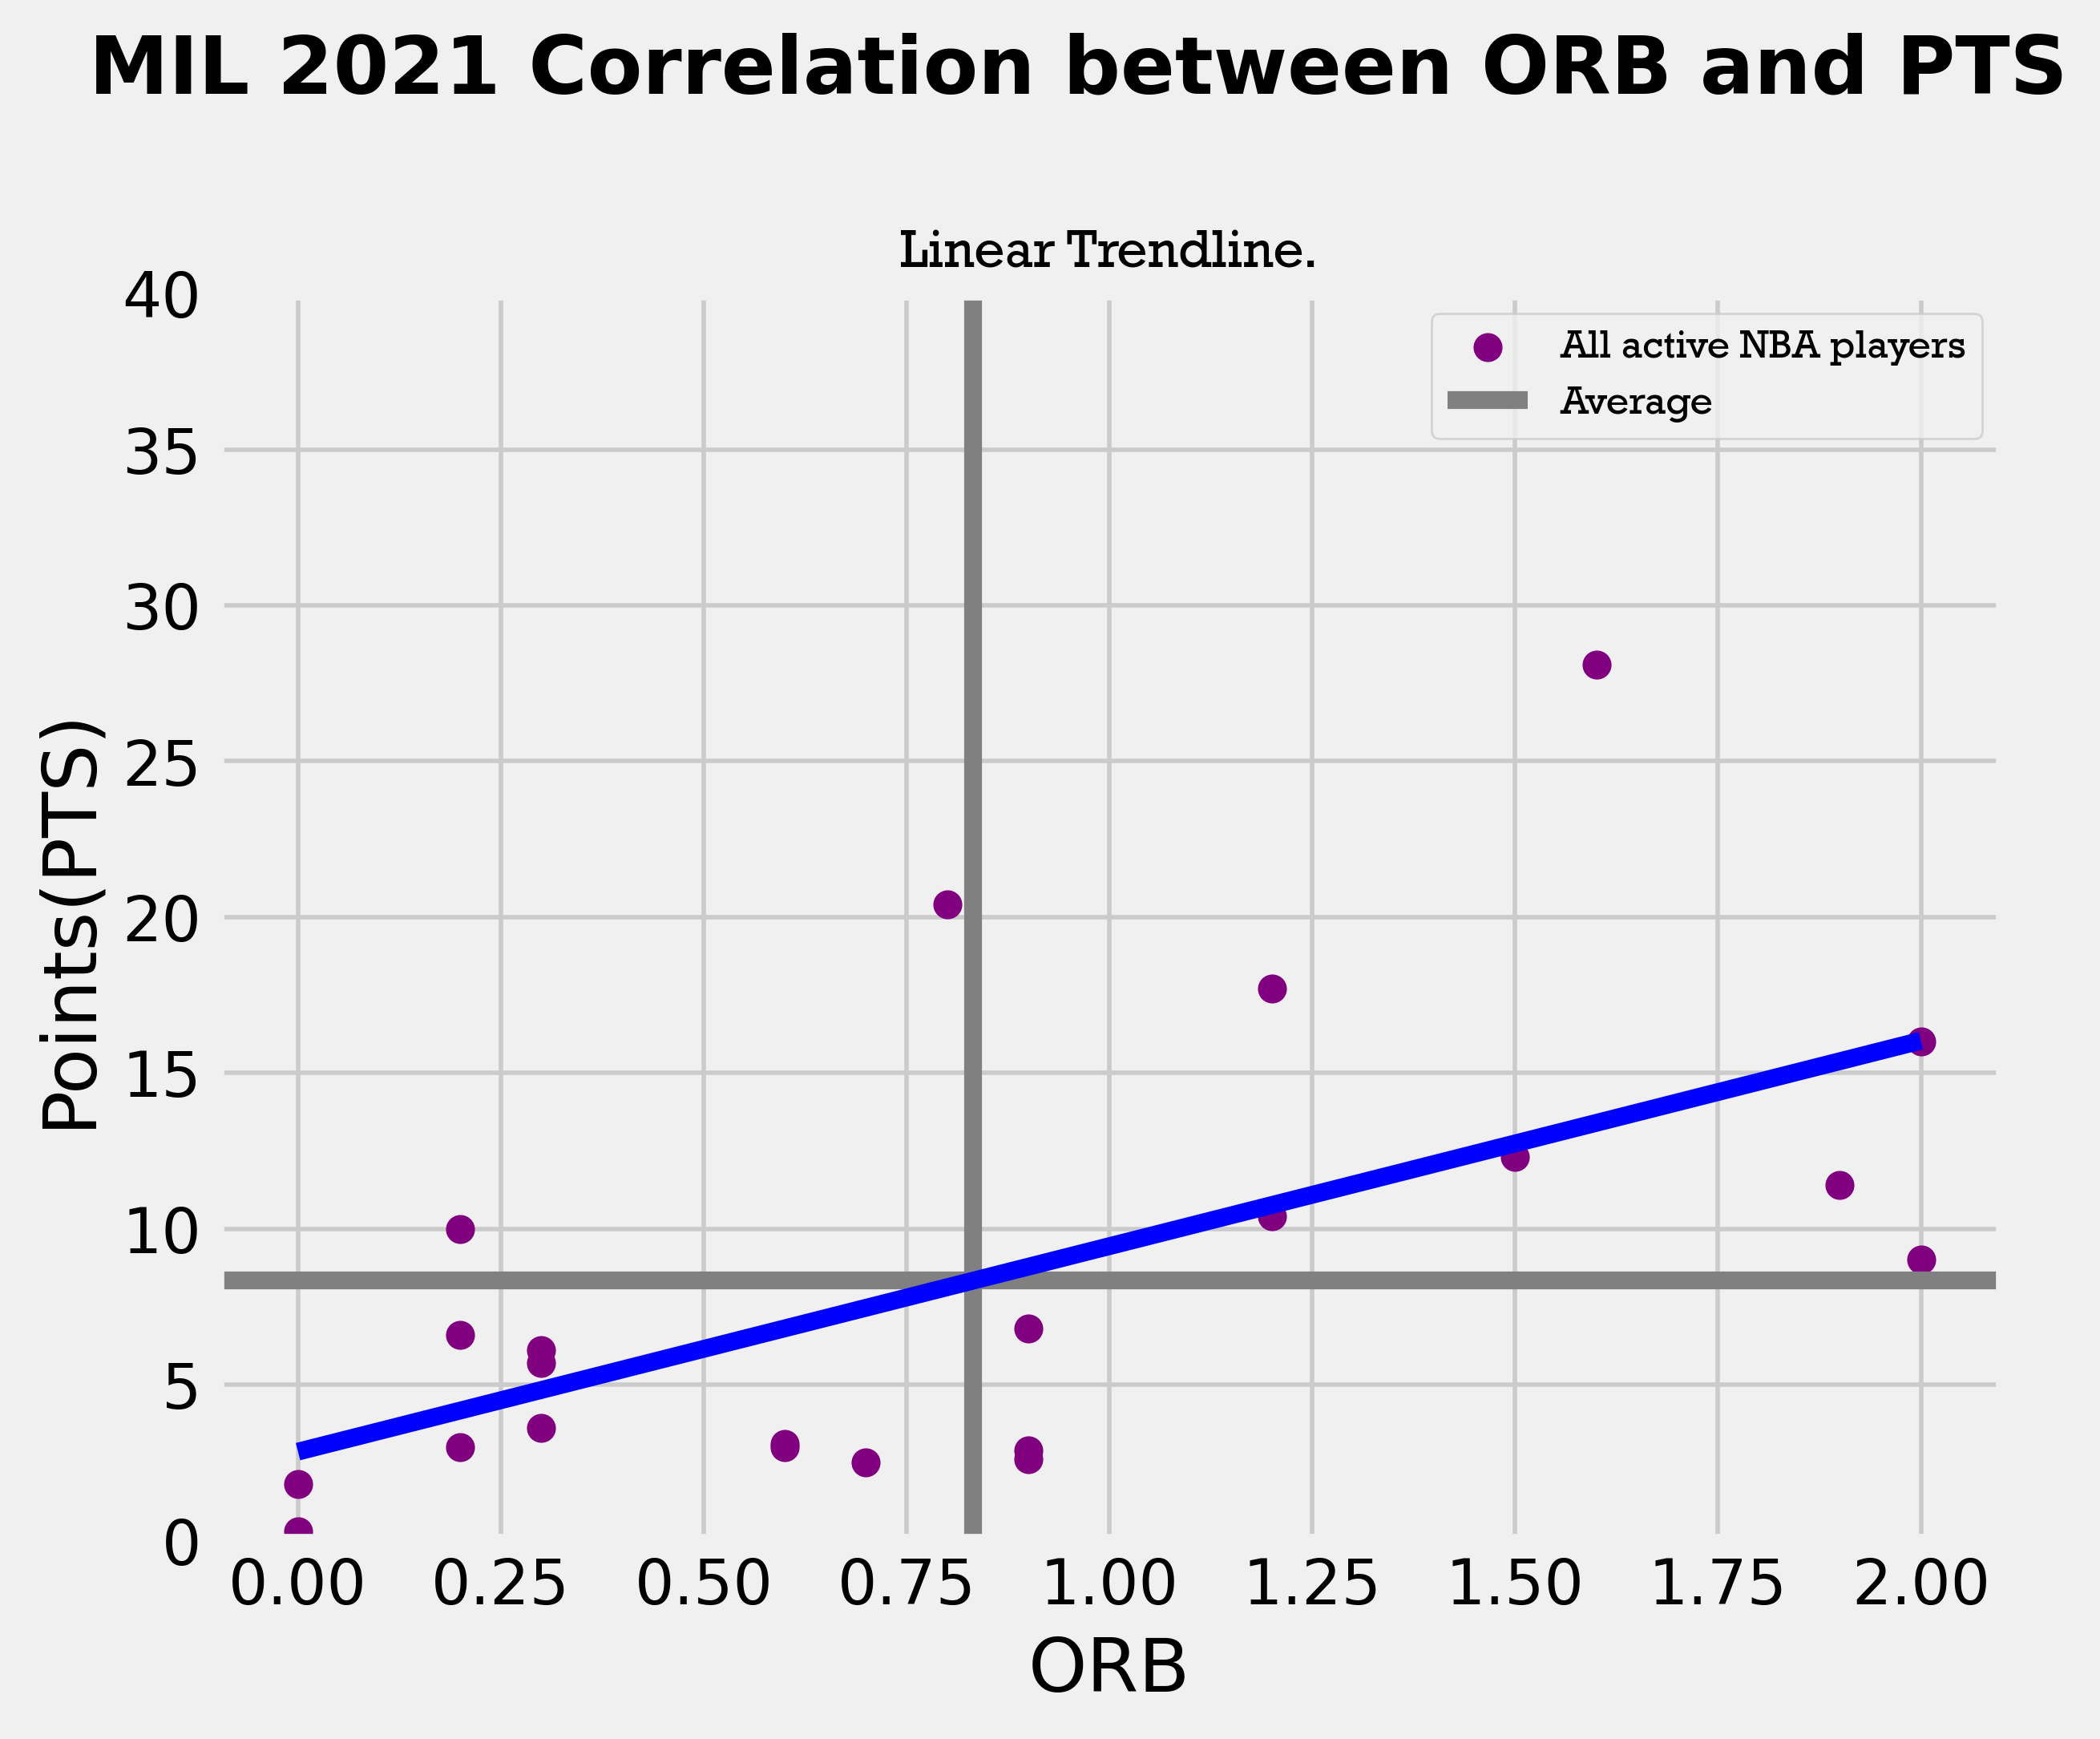 MIL 2021 Correlation between ORB and PTS
Linear Trendline.
All active NBA players
Average
40
35
30
25
20
15
10
5
0
Points(PTS)
0.00 0.25 0.50 0.75 1.00 1.25 1.50 1.75 2.00
ORB